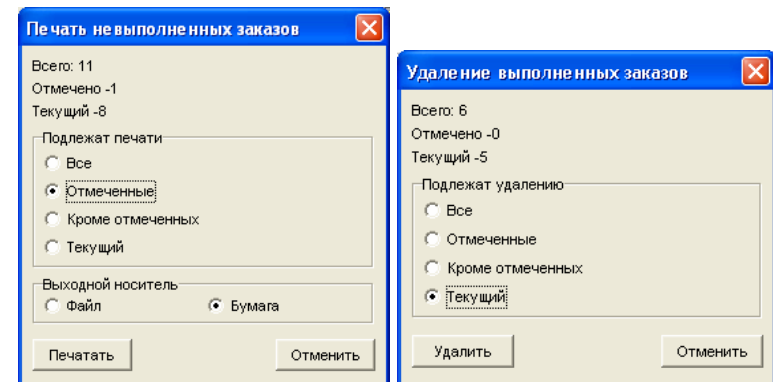 Печать невыполненных заказов
Всего: 11
Отмечено -1
Текущий -8
Подлежат печати
Все
Отмеченные
Кроме отмеченных
Текущий
Выходной носитель
Файл Бумага
Печатать Отменить
Удаление выполненных заказов
Всего: 6
Отмечено -0
Текущий -5
Подлежат удалению
Все
Отмеченные
Кроме отмеченных
Текущий
Удалить Отменить